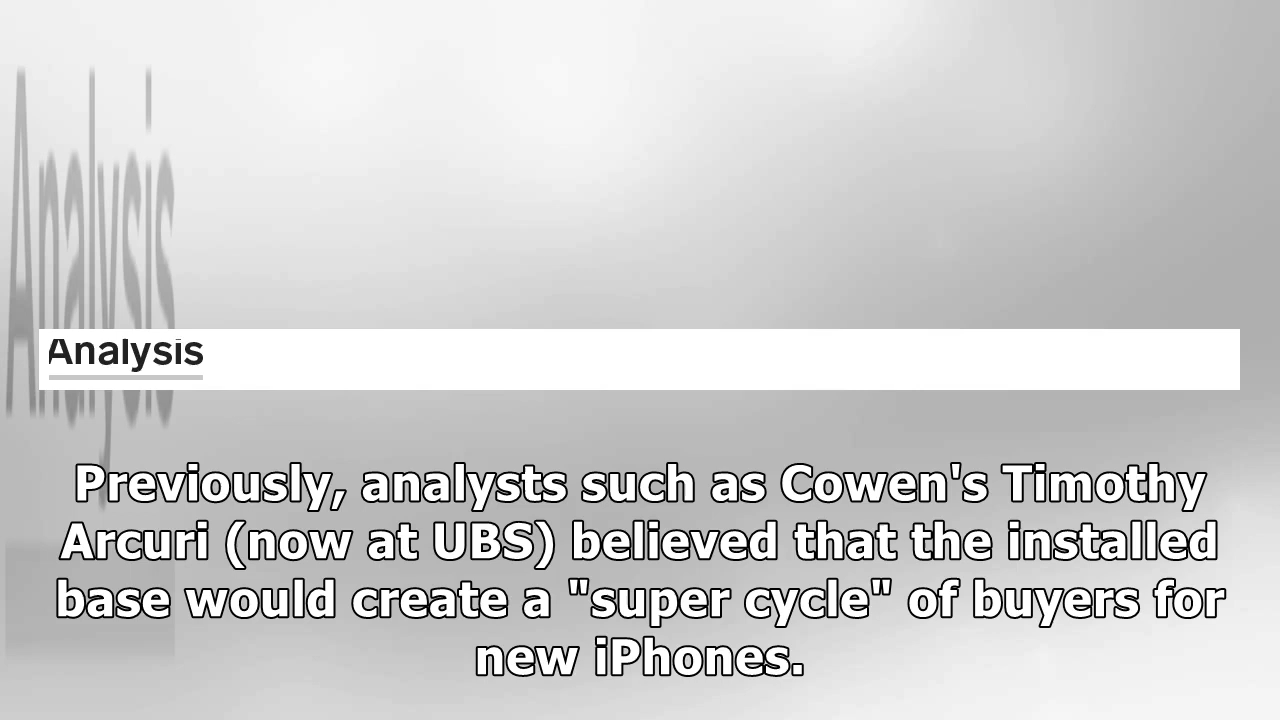 Analysis
Analysis
Previously, analysts such as Cowen's Timothy
Arcuri (now at UBS) believed that the installed
base would create a "super cycle" of buyers for
new iPhones.